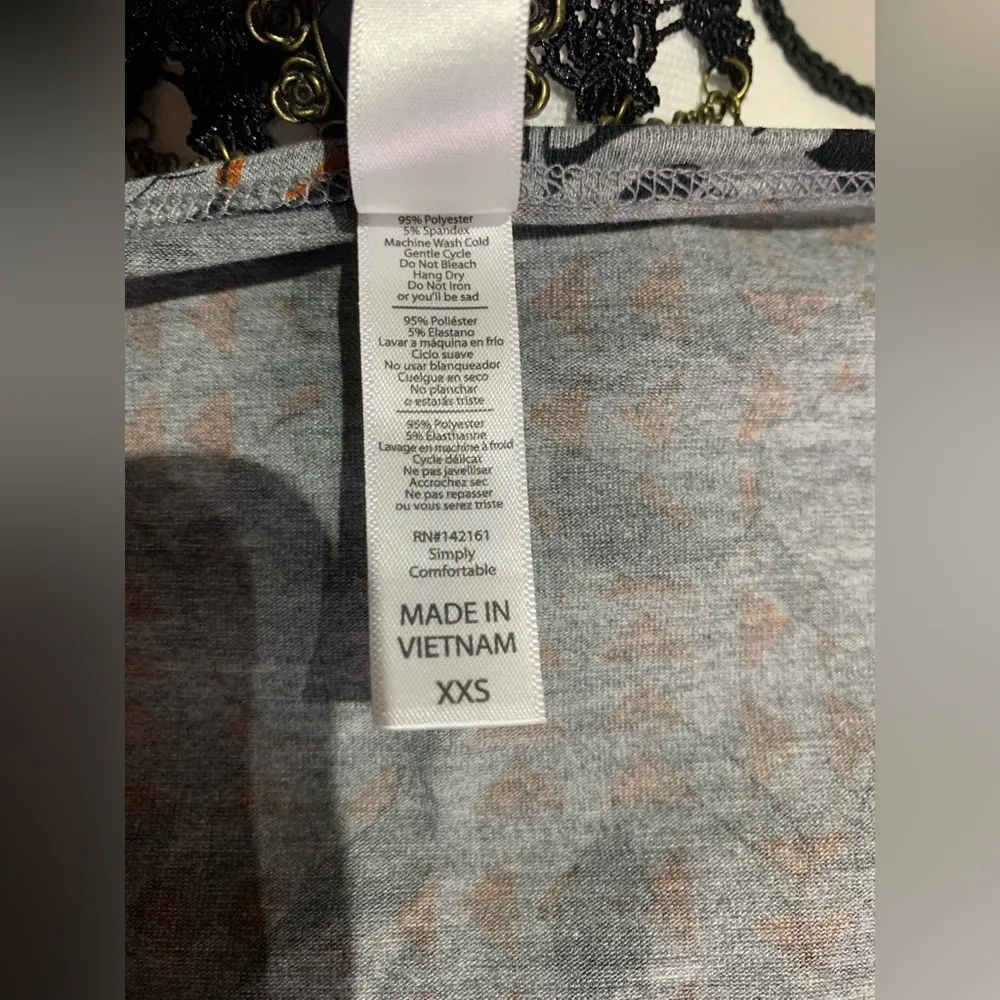 95% Polyester
5% Spandex
Machine Wash Cold
Gentle Cycle
Do Not Bleach
Hang Dry
Do Not Iron
or you'll be sad
95% Poliéster
5% Elastano
Lavar a máquina en frío
Ciclo suave
No usar blanqueador
Cuelgue en seco
No planchar
o estarás triste
95% Polyester
5% Élasthanne
Lavage en machine à froid
Cycle délicat
Ne pas javelliser
Accrochez sec
Ne pas repasser
ou vous serez triste
RN#142161
Simply
Comfortable
MADE IN
VIETNAM
XXS